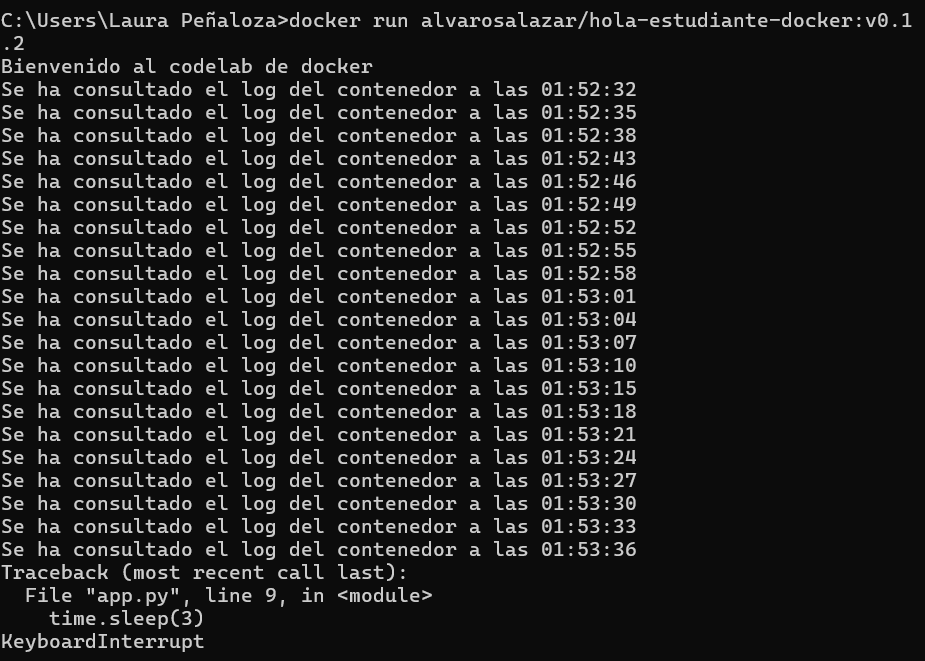 C:\Users\Laura Peñaloza>docker run alvarosalazar/hola-estudiante-docker:v0.1
.2
Bienvenido al codelab de docker
Se ha consultado el log del contenedor a las 01:52:32
Se ha consultado el log del contenedor a las 01:52:35
Se ha consultado el log del contenedor a las 01:52:38
Se ha consultado el log del contenedor a las 01:52:43
Se ha consultado el log del contenedor a las 01:52:46
Se ha consultado el log del contenedor a las 01:52:49
Se ha consultado el log del contenedor a las 01:52:52
Se ha consultado el log del contenedor a las 01:52:55
Se ha consultado el log del contenedor a las 01:52:58
Se ha consultado el log del contenedor a las 01:53:01
Se ha consultado el log del contenedor a las 01:53:04
Se ha consultado el log del contenedor a las 01:53:07
Se ha consultado el log del contenedor a las 01:53:10
Se ha consultado el log del contenedor a las 01:53:15
Se ha consultado el log del contenedor a las 01:53:18
Se ha consultado el log del contenedor a las 01:53:21
Se ha consultado el log del contenedor a las 01:53:24
Se ha consultado el log del contenedor a las 01:53:27
Se ha consultado el log del contenedor a las 01:53:30
Se ha consultado el log del contenedor a las 01:53:33
Se ha consultado el log del contenedor a las 01:53:36
Traceback (most recent call last):
  File "app.py", line 9, in <module>
    time.sleep(3)
KeyboardInterrupt